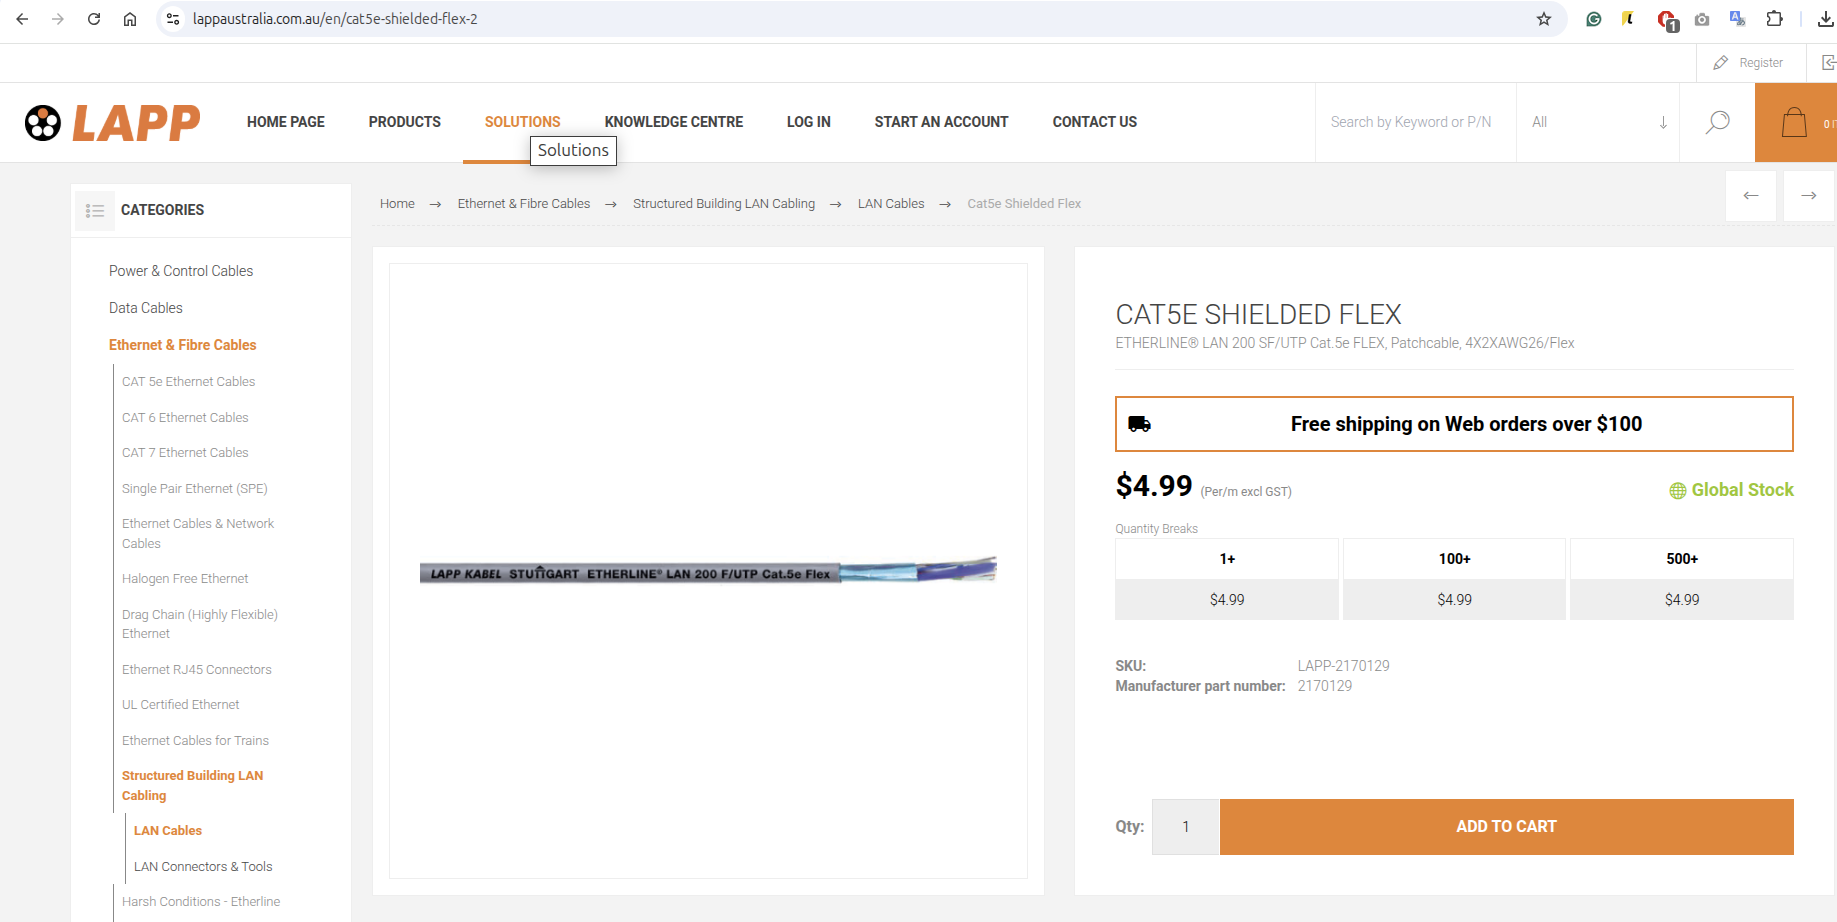 lappaustralia.com.au/en/cat5e-shielded-flex-2
1
Register
LAPP
HOME PAGE
PRODUCTS
SOLUTIONS
KNOWLEDGE CENTRE
LOG IN
START AN ACCOUNT
CONTACT US
Search by Keyword or P/N
All
Solutions
CATEGORIES
Home → Ethernet & Fibre Cables → Structured Building LAN Cabling → LAN Cables → Cat5e Shielded Flex
Power & Control Cables
Data Cables
Ethernet & Fibre Cables
CAT 5e Ethernet Cables
CAT 6 Ethernet Cables
CAT 7 Ethernet Cables
Single Pair Ethernet (SPE)
Ethernet Cables & Network
Cables
Halogen Free Ethernet
Drag Chain (Highly Flexible)
Ethernet
Ethernet RJ45 Connectors
UL Certified Ethernet
Ethernet Cables for Trains
Structured Building LAN
Cabling
LAN Cables
LAN Connectors & Tools
Harsh Conditions - Etherline
LAPP KABEL STUTTGART ETHERLINE® LAN 200 F/UTP Cat.5e Flex
CAT5E SHIELDED FLEX
ETHERLINE® LAN 200 SF/UTP Cat.5e FLEX, Patchcable, 4X2XAWG26/Flex
Free shipping on Web orders over $100
$4.99 (Per/m excl GST)
Global Stock
Quantity Breaks
1+ 100+ 500+
$4.99 $4.99 $4.99
SKU: LAPP-2170129
Manufacturer part number: 2170129
Qty: 1 ADD TO CART